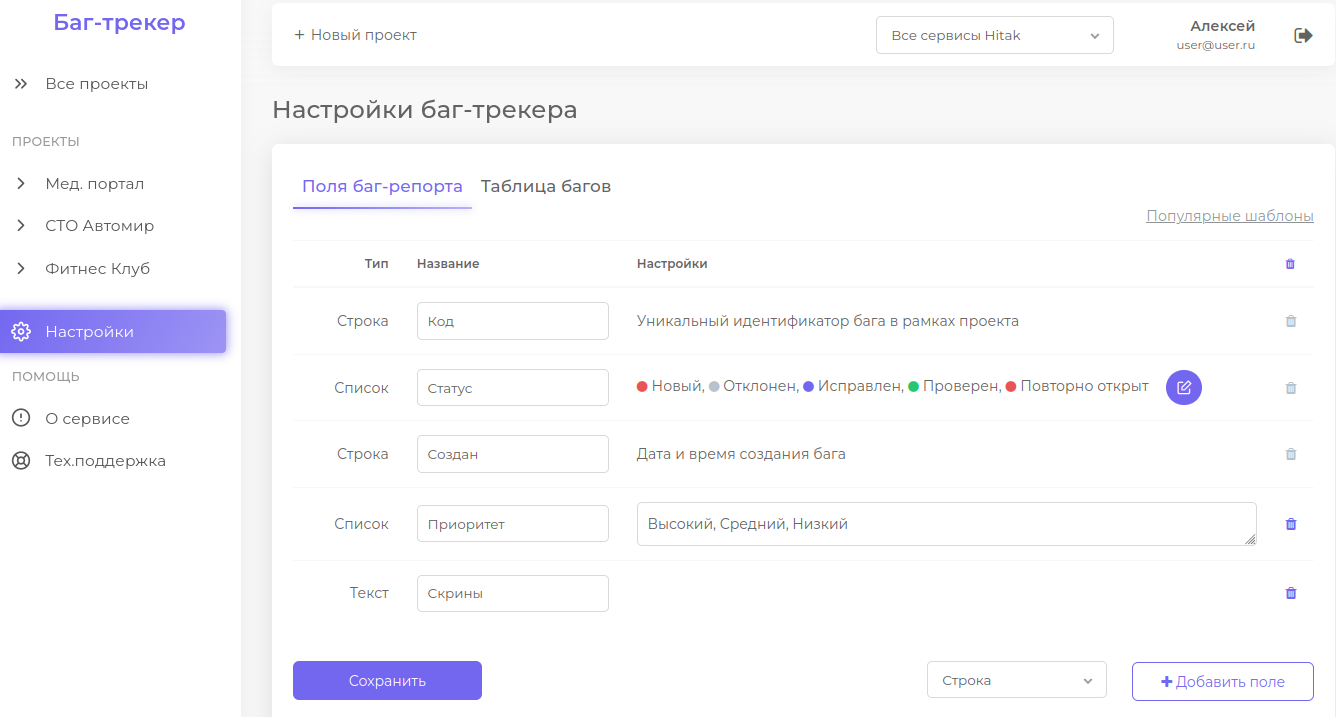 Баг-трекер
Все проекты
ПРОЕКТЫ
Мед. портал
СТО Автомир
Фитнес Клуб
Настройки
ПОМОЩЬ
О сервисе
Тех.поддержка
+ Новый проект
Все сервисы Hitak
Алексей
user@user.ru
Настройки баг-трекера
Поля баг-репорта Таблица багов
Популярные шаблоны
Тип Название Настройки
Строка Код Уникальный идентификатор бага в рамках проекта
Список Статус Новый, Отклонен, Исправлен, Проверен, Повторно открыт
Строка Создан Дата и время создания бага
Список Приоритет Высокий, Средний, Низкий
Текст Скрины
Сохранить Строка + Добавить поле